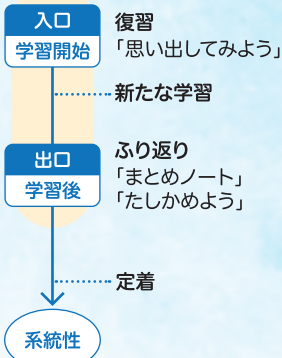 入口
学習開始
復習
「思い出してみよう」
新たな学習
出口
学習後
ふり返り
「まとめノート」
「たしかめよう」
定着
系統性